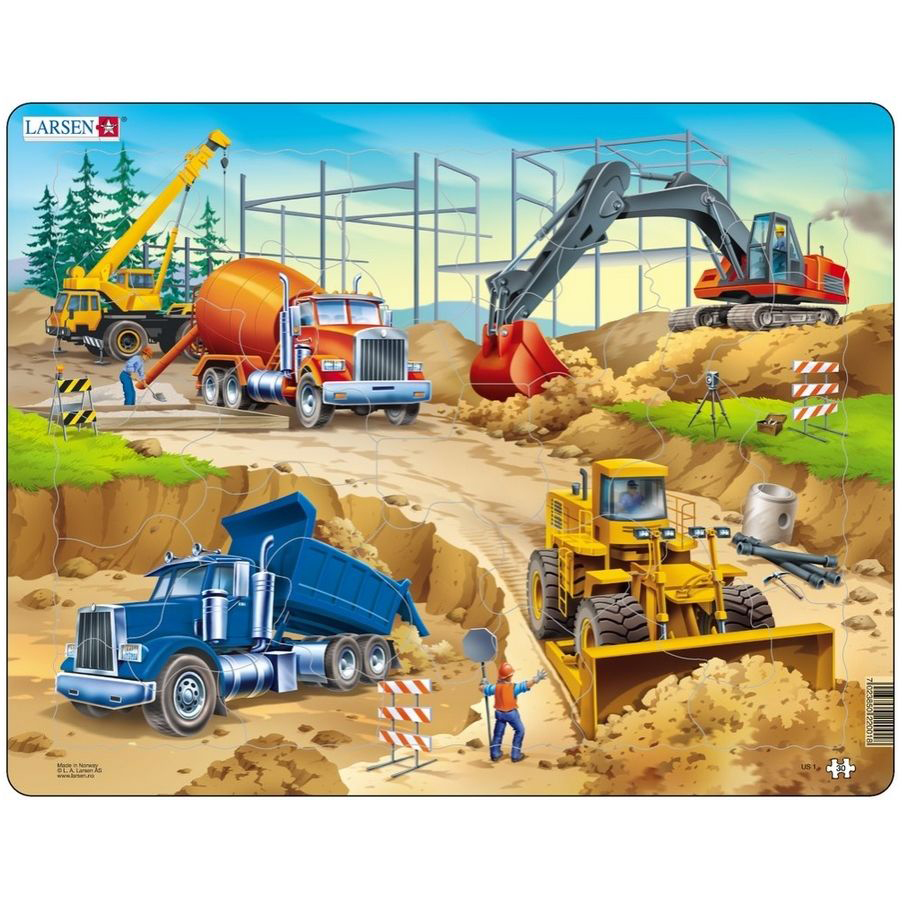 LARSEN
Made in Norway
© L. A. Larsen AS
www.larsen.no
US 1
30